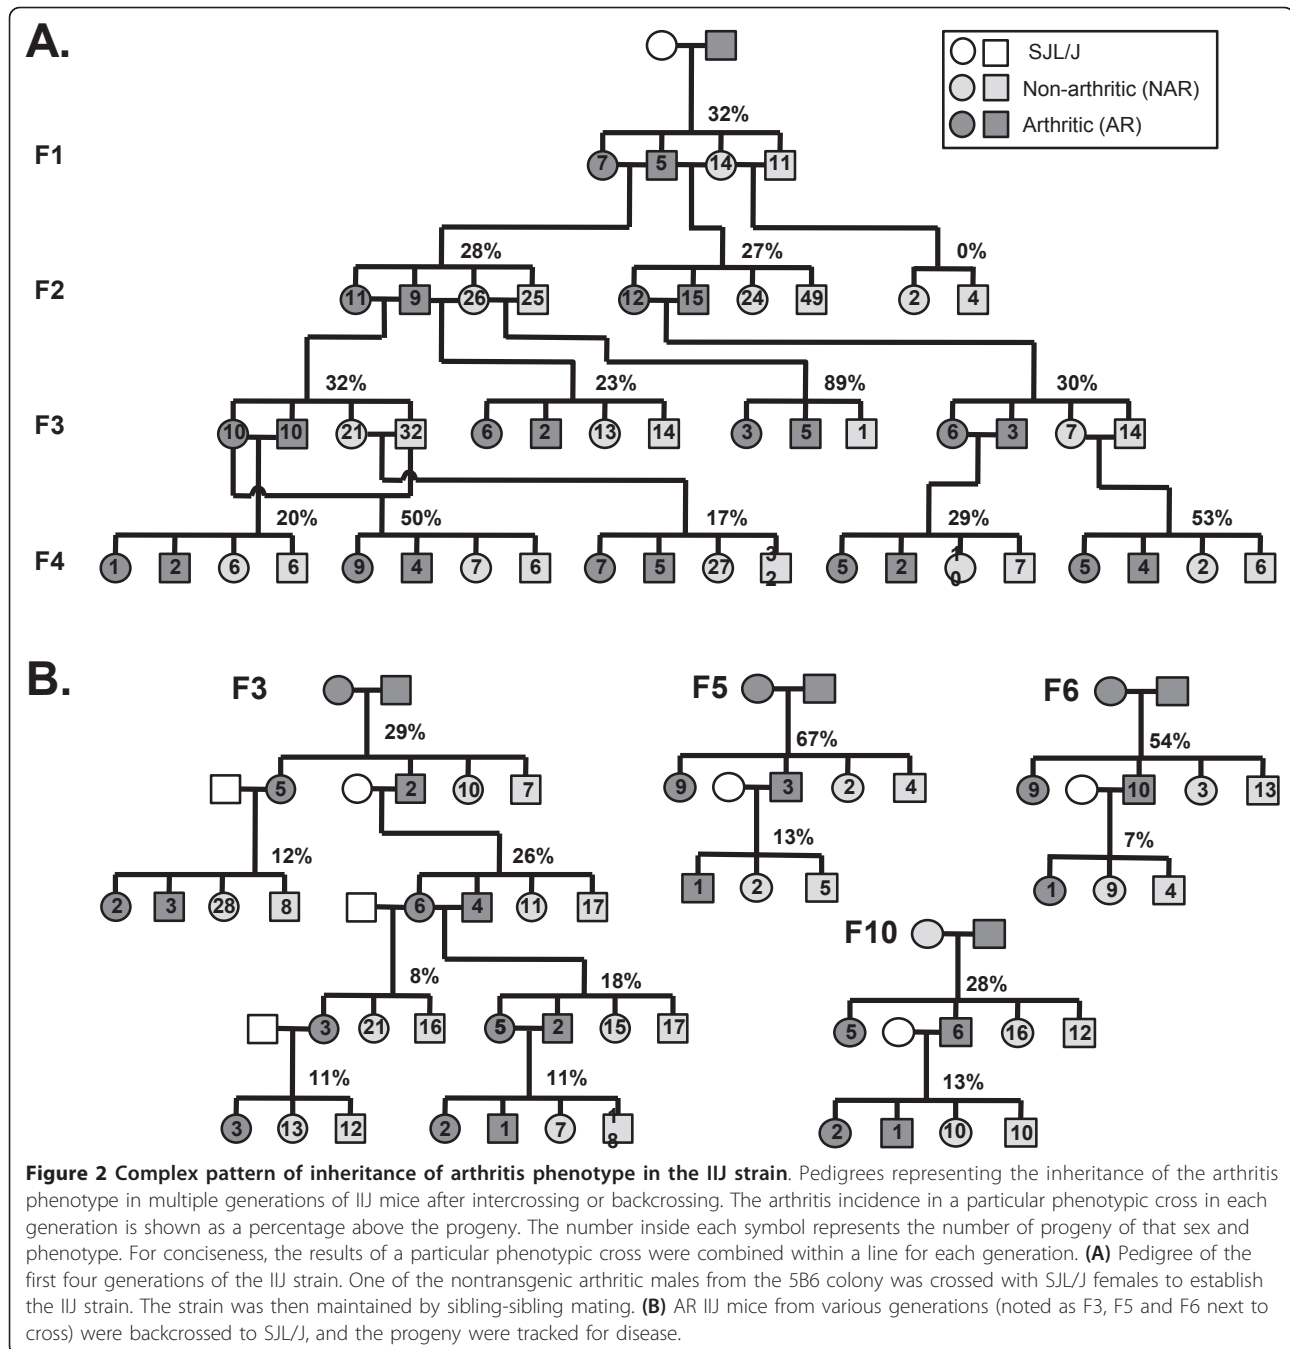 A.
SJL/J
Non-arthritic (NAR)
Arthritic (AR)
32%
F1
7 5 14 11
28% 27% 0%
F2
11 9 26 25 12 15 24 49 2 4
32% 23% 89% 30%
F3
10 10 21 32 6 2 13 14 3 5 1 6 3 7 14
20% 50% 17% 29% 53%
F4
1 2 6 6 9 4 7 6 7 5 27 32 5 2 10 7 5 4 2 6
B.
F3
29%
5 2 10 7
12% 26%
2 3 28 8 6 4 11 17
8% 18%
3 21 16 5 2 15 17
11% 11%
3 13 12 2 1 7 18
F5
67%
9 3 2 4
13%
1 2 5
F6
54%
9 10 3 13
7%
1 9 4
F10
28%
5 6 16 12
13%
2 1 10 10
Figure 2 Complex pattern of inheritance of arthritis phenotype in the IIJ strain. Pedigrees representing the inheritance of the arthritis
phenotype in multiple generations of IIJ mice after intercrossing or backcrossing. The arthritis incidence in a particular phenotypic cross in each
generation is shown as a percentage above the progeny. The number inside each symbol represents the number of progeny of that sex and
phenotype. For conciseness, the results of a particular phenotypic cross were combined within a line for each generation. (A) Pedigree of the
first four generations of the IIJ strain. One of the nontransgenic arthritic males from the 5B6 colony was crossed with SJL/J females to establish
the IIJ strain. The strain was then maintained by sibling-sibling mating. (B) AR IIJ mice from various generations (noted as F3, F5 and F6 next to
cross) were backcrossed to SJL/J, and the progeny were tracked for disease.